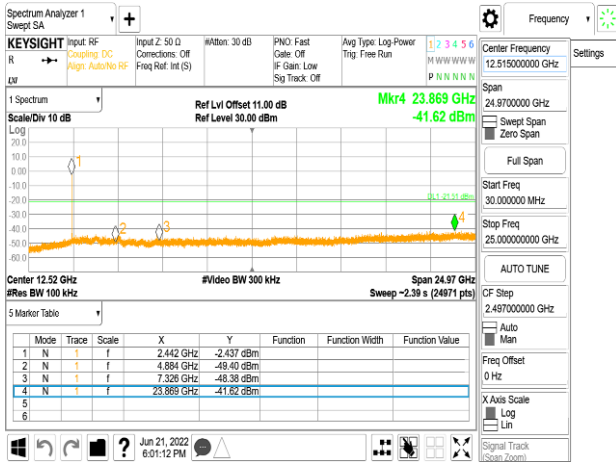 Spectrum Analyzer 1
Swept SA
+
Frequency
Settings
KEYSIGHT
R
Input: RF
Coupling: DC
Align: Auto/No RF
Input Z: 50 Ω
Corrections: Off
Freq Ref: Int (S)
#Atten: 30 dB
PNO: Fast
Gate: Off
IF Gain: Low
Sig Track: Off
Avg Type: Log-Power
Trig: Free Run
1 2 3 4 5 6
M W W W W W
P N N N N N
1 Spectrum
Scale/Div 10 dB
Ref Lvl Offset 11.00 dB
Ref Level 30.00 dBm
Mkr4 23.869 GHz
-41.62 dBm
Log
20.0
10.0
0.00
-10.0
-20.0
-30.0
-40.0
-50.0
-60.0
1
2
3
4
Center 12.52 GHz
#Video BW 300 kHz
Span 24.97 GHz
#Res BW 100 kHz
Sweep ~2.39 s (24971 pts)
5 Marker Table
Mode Trace Scale X Y Function Function Width Function Value
1 N 1 f 2.442 GHz -2.437 dBm
2 N 1 f 4.884 GHz -49.40 dBm
3 N 1 f 7.326 GHz -48.38 dBm
4 N 1 f 23.869 GHz -41.62 dBm
5
6
Jun 21, 2022
6:01:12 PM
?
Center Frequency
12.515000000 GHz
Span
24.9700000 GHz
Swept Span
Zero Span
Full Span
Start Freq
30.000000 MHz
Stop Freq
25.000000000 GHz
AUTO TUNE
CF Step
2.497000000 GHz
Auto
Man
Freq Offset
0 Hz
X Axis Scale
Log
Lin
Signal Track
(Span Zoom)